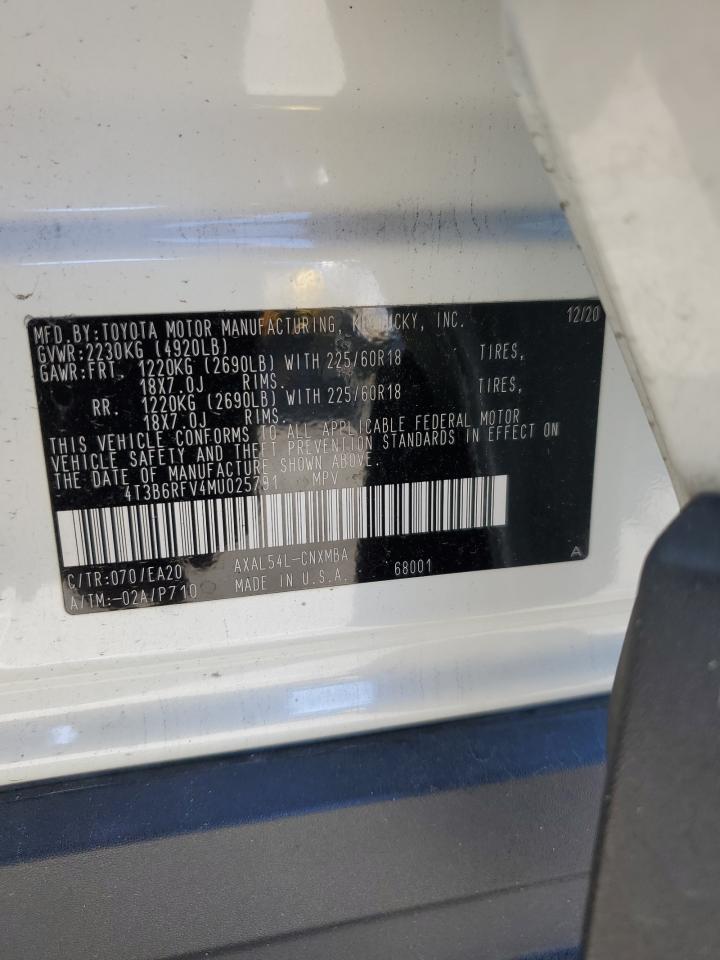 MFD.BY:TOYOTA MOTOR MANUFACTURING, KENTUCKY, INC. 12/20
GVWR:2230KG (4920LB)
GAWR:FRT. 1220KG (2690LB) WITH 225/60R18 TIRES,
18X7.0J RIMS.
RR. 1220KG (2690LB) WITH 225/60R18 TIRES,
18X7.0J RIMS.
THIS VEHICLE CONFORMS TO ALL APPLICABLE FEDERAL MOTOR
VEHICLE SAFETY AND THEFT PREVENTION STANDARDS IN EFFECT ON
THE DATE OF MANUFACTURE SHOWN ABOVE.
4T3B6RFV4MU025791 MPV
C/TR:070/EA20 AXAL54L-CNXMBA A
A/TM:-02A/P710 MADE IN U.S.A. 68001